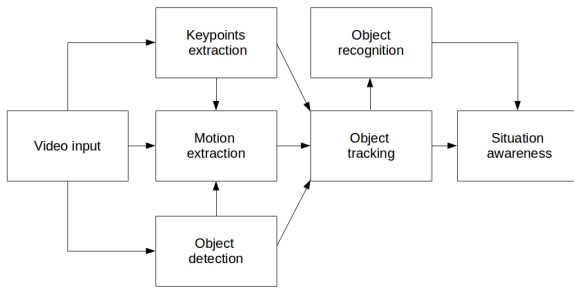 Keypoints
extraction
Object
recognition
Video input
Motion
extraction
Object
tracking
Situation
awareness
Object
detection